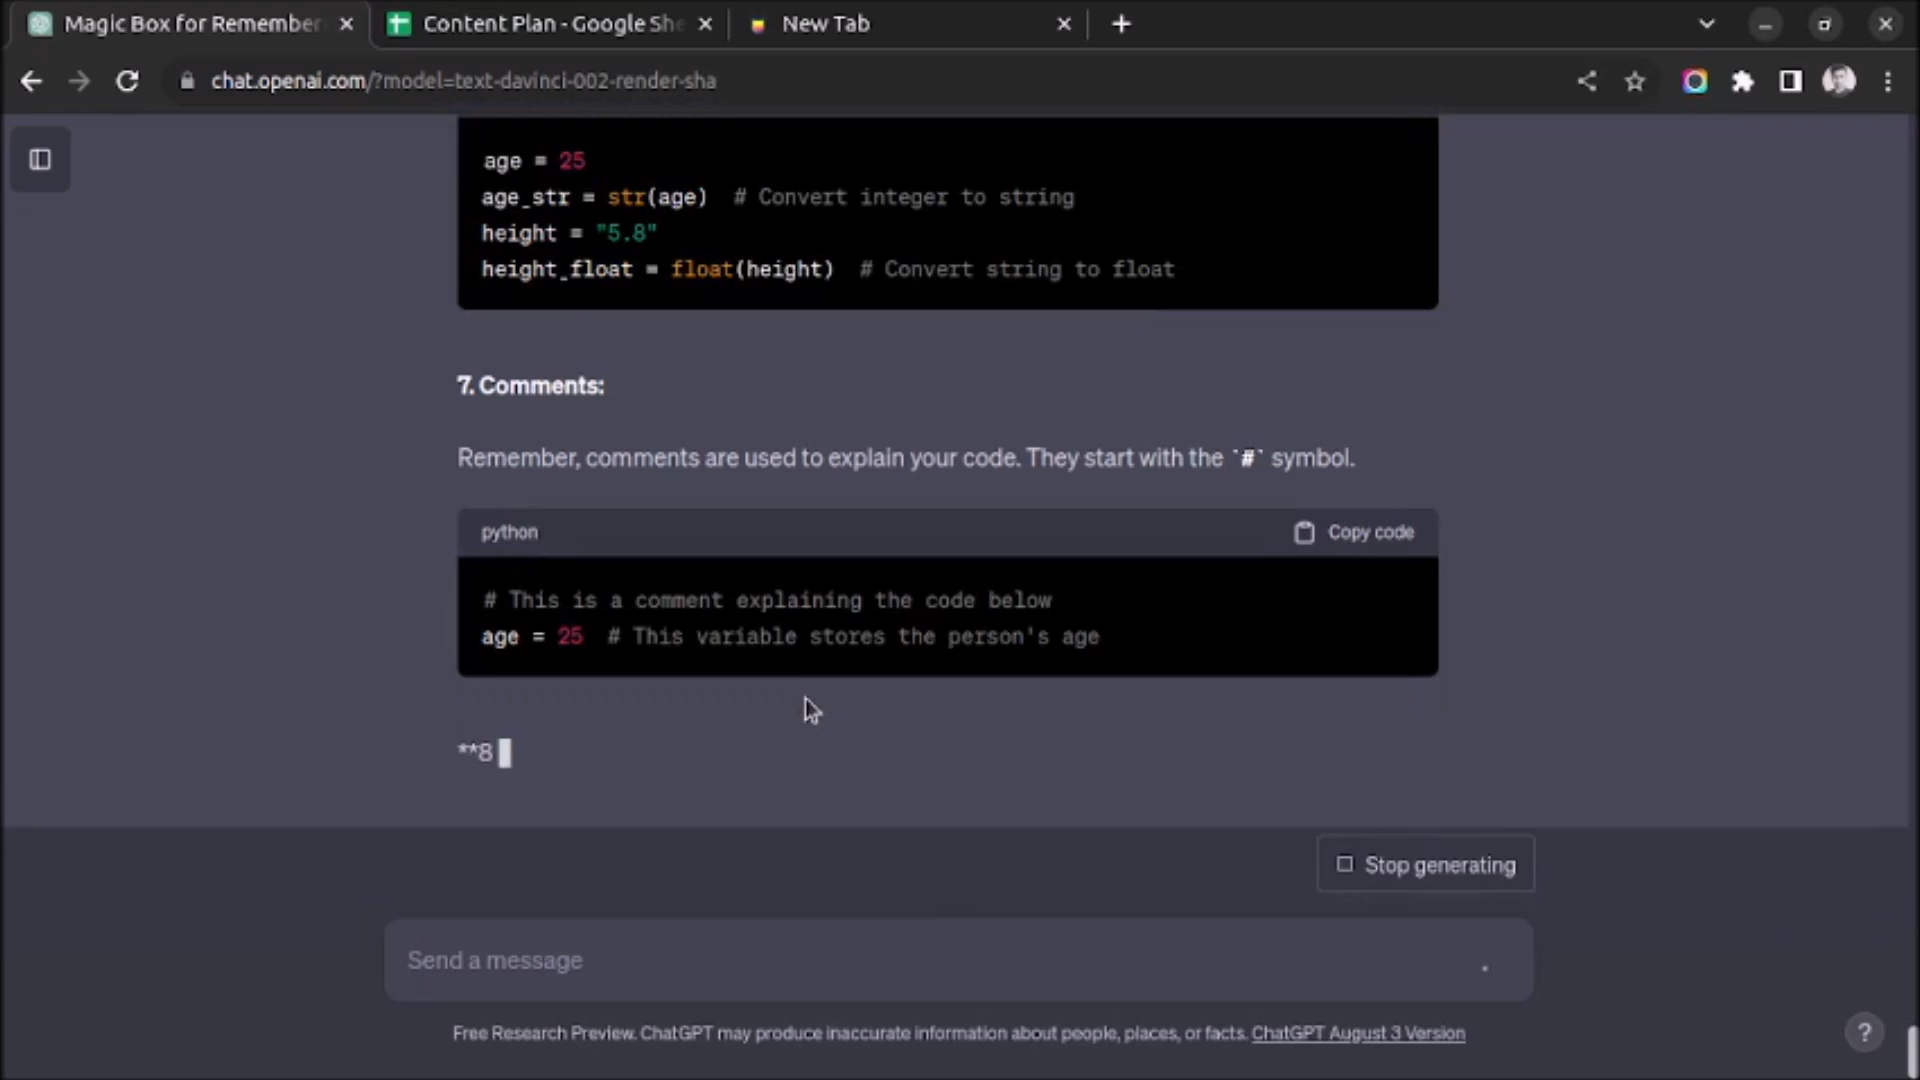 Magic Box for Remember
Content Plan - Google She
New Tab
chat.openai.com/?model=text-davinci-002-render-sha
age = 25
age_str = str(age)  # Convert integer to string
height = "5.8"
height_float = float(height)  # Convert string to float
7. Comments:
Remember, comments are used to explain your code. They start with the `#` symbol.
python
Copy code
# This is a comment explaining the code below
age = 25  # This variable stores the person's age
**8
Stop generating
Send a message
Free Research Preview. ChatGPT may produce inaccurate information about people, places, or facts. ChatGPT August 3 Version
?